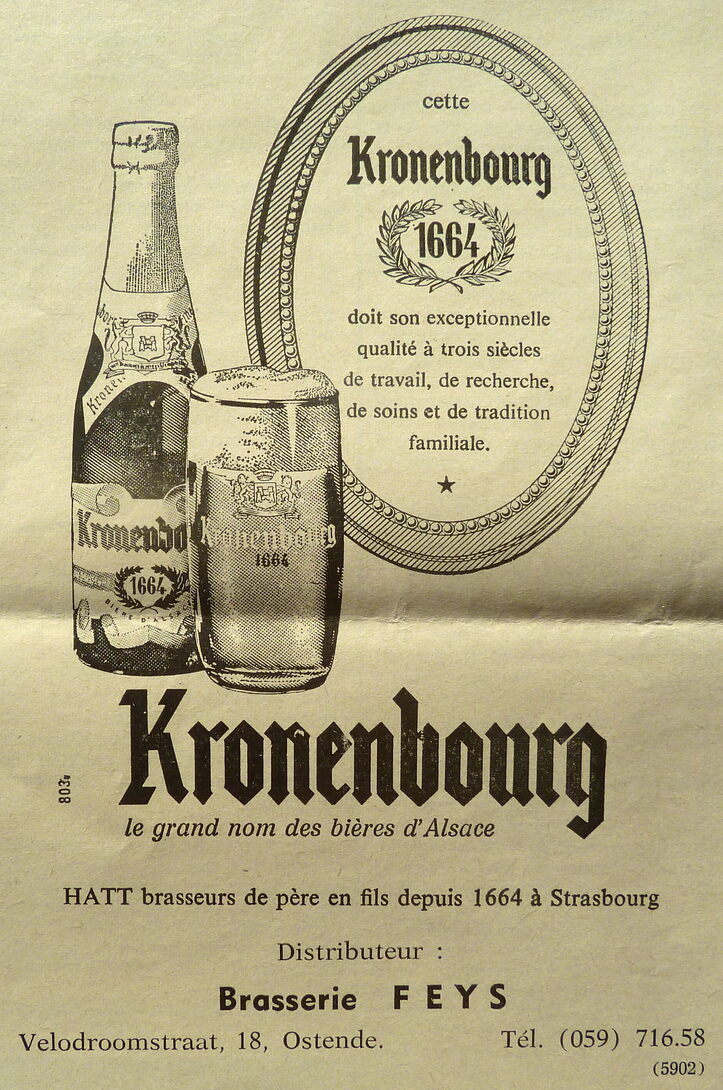 cette
Kronenbourg
1664
doit son exceptionnelle
qualité à trois siècles
de travail, de recherche,
de soins et de tradition
familiale.
Kronenbo
1664
BIÈRE D'ALSACE
Kronenbourg
1664
Kronenbourg
le grand nom des bières d'Alsace
803
HATT brasseurs de père en fils depuis 1664 à Strasbourg
Distributeur :
Brasserie FEYS
Velodroomstraat, 18, Ostende. Tél. (059) 716.58
(5902)